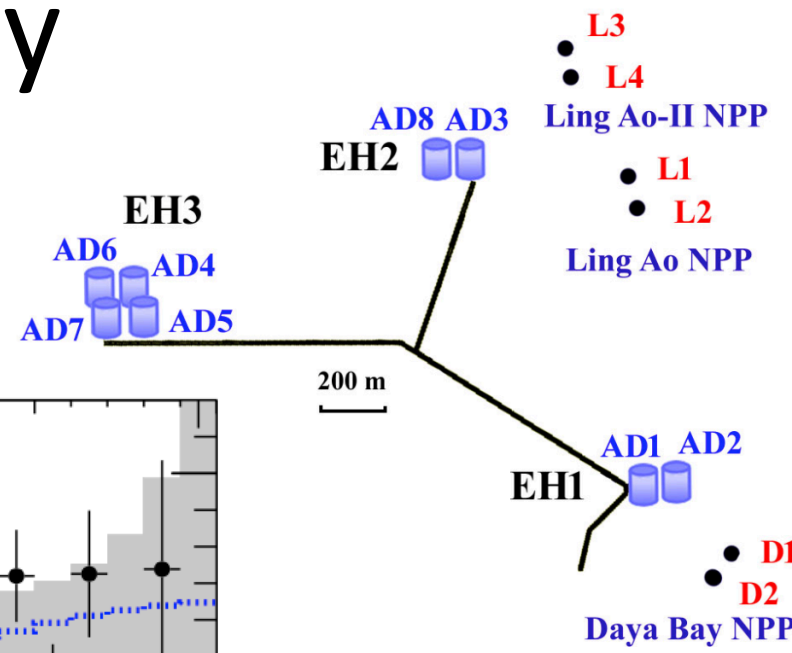 y
L3
L4
Ling Ao-II NPP
AD8 AD3
EH2
L1
L2
Ling Ao NPP
EH3
AD6
AD4
AD7
AD5
200 m
AD1 AD2
EH1
D1
D2
Daya Bay NPP